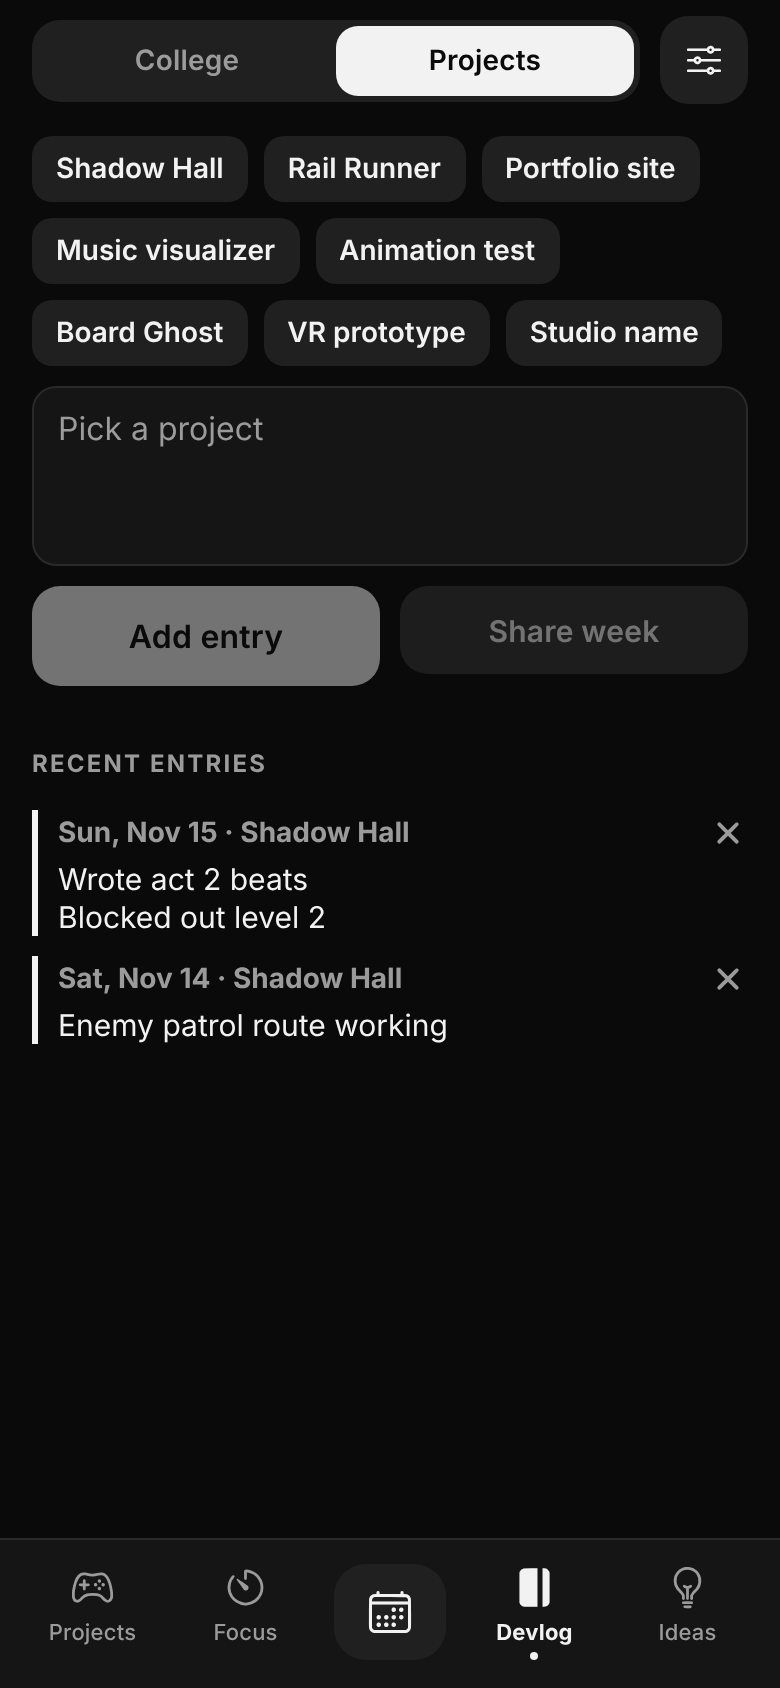 College Projects
Shadow Hall Rail Runner Portfolio site
Music visualizer Animation test
Board Ghost VR prototype Studio name
Pick a project
Add entry Share week
RECENT ENTRIES
Sun, Nov 15 · Shadow Hall
Wrote act 2 beats
Blocked out level 2
Sat, Nov 14 · Shadow Hall
Enemy patrol route working
Projects Focus Devlog Ideas